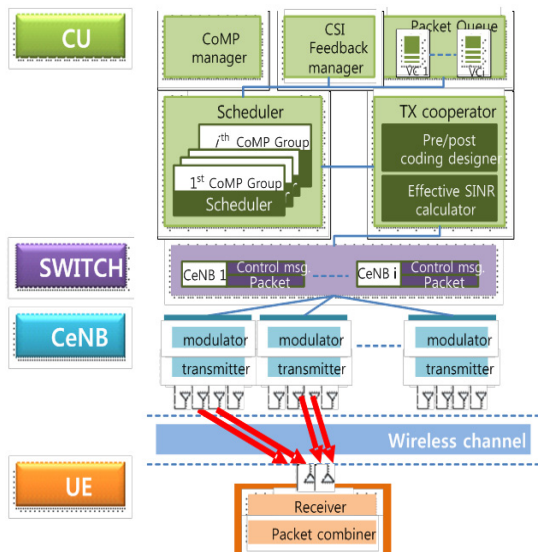 CU
CoMP
manager
CSI
Feedback
manager
Packet Queue
Vc 1
VCi
Scheduler
ith CoMP Group
1st CoMP Group
Scheduler
TX cooperator
Pre/post
coding designer
Effective SINR
calculator
SWITCH
CeNB 1
Control msg.
Packet
CeNB i
Control msg.
Packet
CeNB
modulator
transmitter
modulator
transmitter
modulator
transmitter
Wireless channel
UE
Receiver
Packet combiner